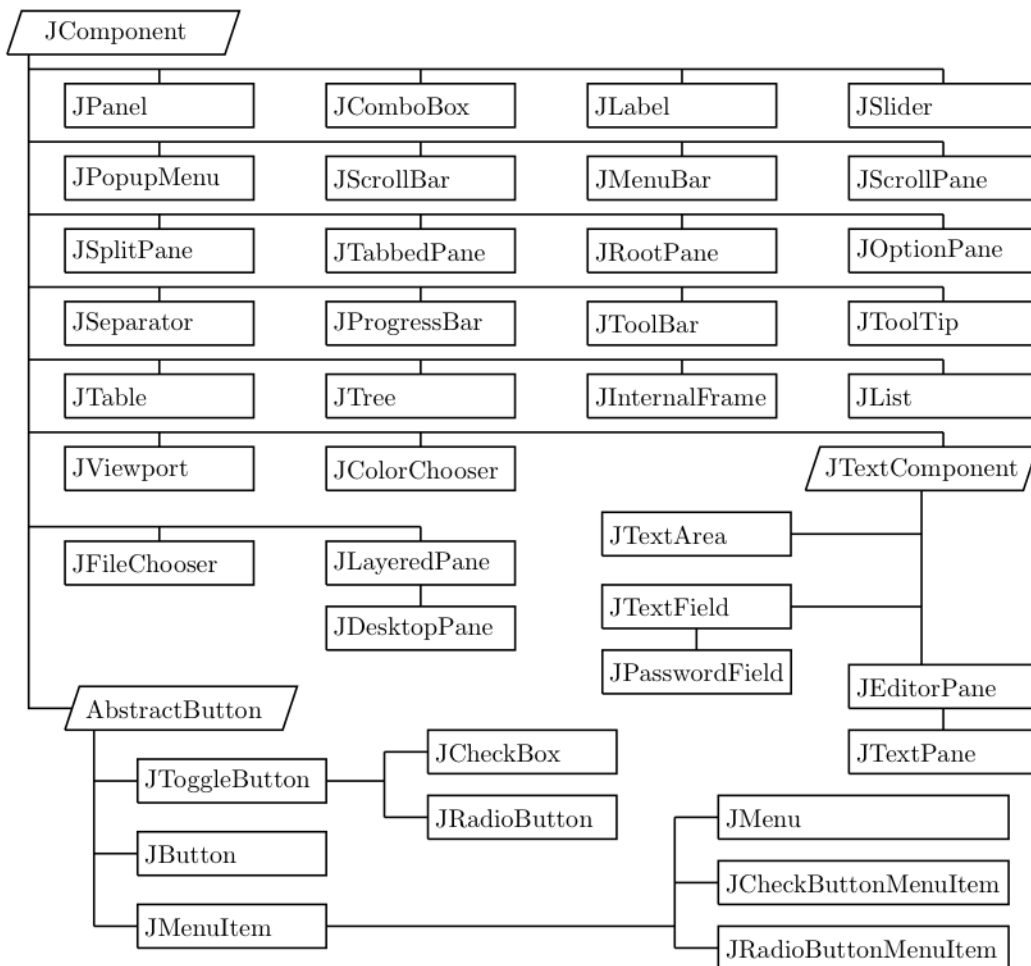 JComponent
JPanel
JComboBox
JLabel
JSlider
JPopupMenu
JScrollBar
JMenuBar
JScrollPane
JSplitPane
JTabbedPane
JRootPane
JOptionPane
JSeparator
JProgressBar
JToolBar
JToolTip
JTable
JTree
JInternalFrame
JList
JViewport
JColorChooser
JTextComponent
JFileChooser
JLayeredPane
JDesktopPane
JTextArea
JTextField
JPasswordField
JEditorPane
JTextPane
AbstractButton
JToggleButton
JCheckBox
JRadioButton
JButton
JMenuItem
JMenu
JCheckButtonMenuItem
JRadioButtonMenuItem